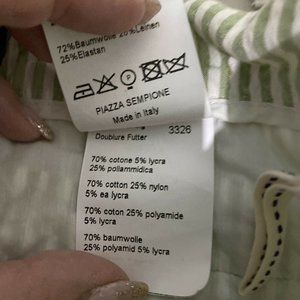 72%Baumwolle 26%Leinen
25%Elastan
PIAZZA SEMPIONE
Made in Italy
Doublure Futter 3326
70% cotone 5% lycra
25% poliammidica
70% cotton 25% nylon
5% ea lycra
70% coton 25% polyamide
5% lycra
70% baumwolle
25% polyamid 5% lycra